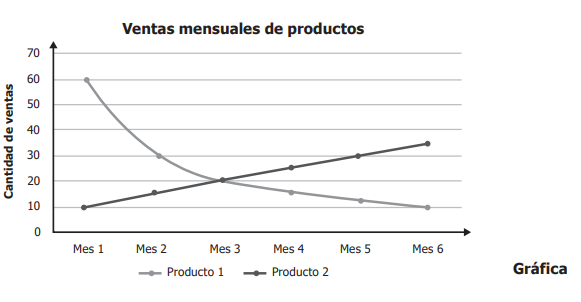 Ventas mensuales de productos
Cantidad de ventas
70
60
50
40
30
20
10
0
Mes 1 Mes 2 Mes 3 Mes 4 Mes 5 Mes 6
Producto 1 Producto 2
Gráfica